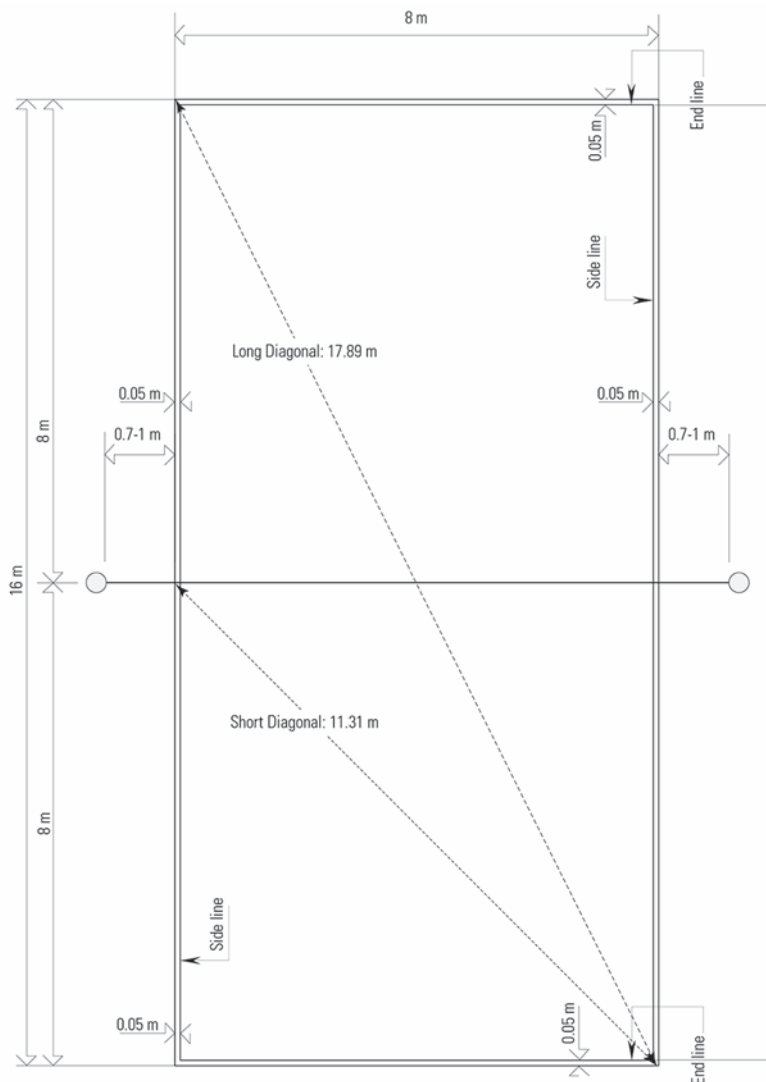 8 m
End line
0.05 m
Side line
Long Diagonal: 17.89 m
0.05 m
0.05 m
0.7-1 m
0.7-1 m
8 m
16 m
Short Diagonal: 11.31 m
8 m
Side line
0.05 m
0.05 m
End line